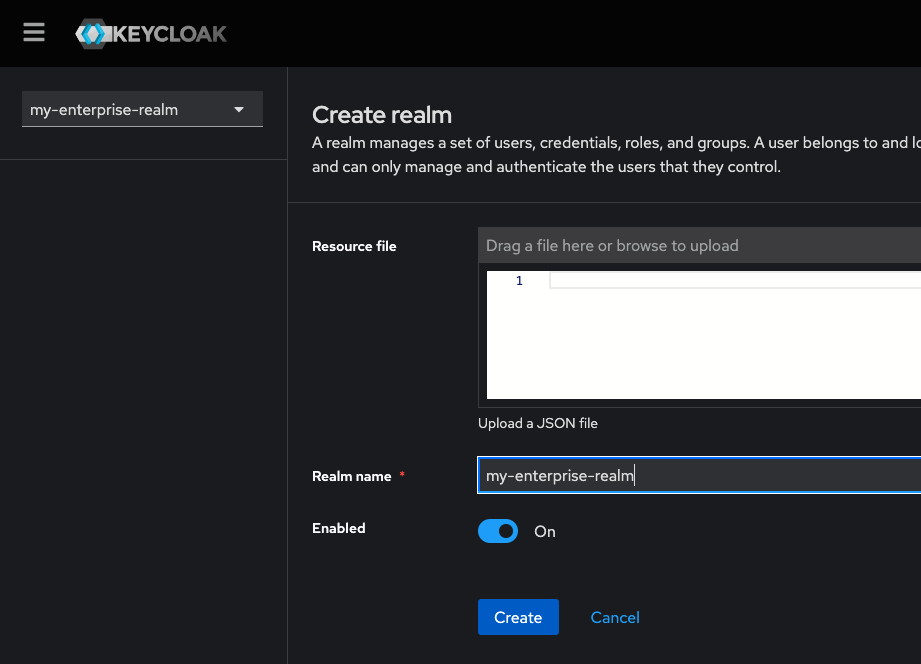 KEYCLOAK
my-enterprise-realm
Create realm
A realm manages a set of users, credentials, roles, and groups. A user belongs to and
and can only manage and authenticate the users that they control.
Resource file
Drag a file here or browse to upload
1
Upload a JSON file
Realm name *
my-enterprise-realm
Enabled
On
Create
Cancel